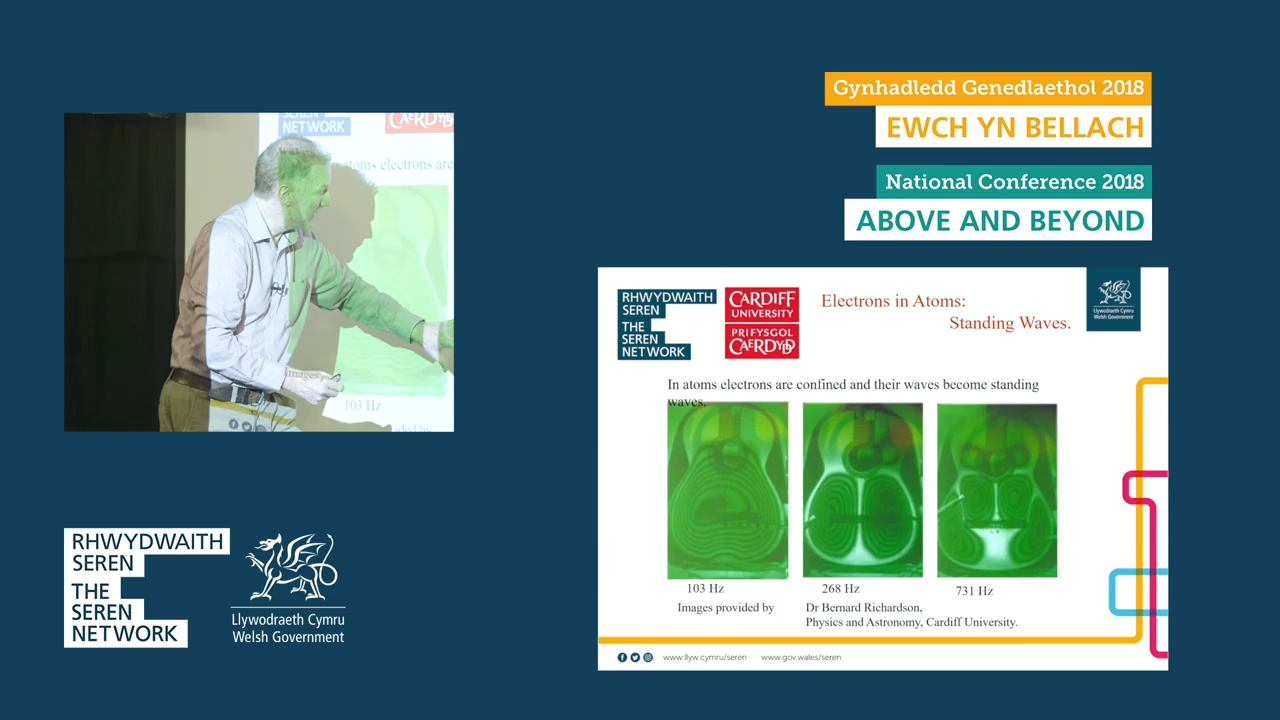 Gynhadledd Genedlaethol 2018
EWCH YN BELLACH
National Conference 2018
ABOVE AND BEYOND
SEREN
NETWORK
CAERDYD
toms electrons are
Images
103 Hz
RHWYDWAITH
SEREN
THE
SEREN
NETWORK
CARDIFF
UNIVERSITY
PRIFYSGOL
CAERDYDD
Electrons in Atoms:
Standing Waves.
Llywodraeth Cymru
Welsh Government
In atoms electrons are confined and their waves become standing
waves.
103 Hz
268 Hz
731 Hz
Images provided by
Dr Bernard Richardson,
Physics and Astronomy, Cardiff University.
www.llyw.cymru/seren
www.gov.wales/seren
RHWYDWAITH
SEREN
THE
SEREN
NETWORK
Llywodraeth Cymru
Welsh Government